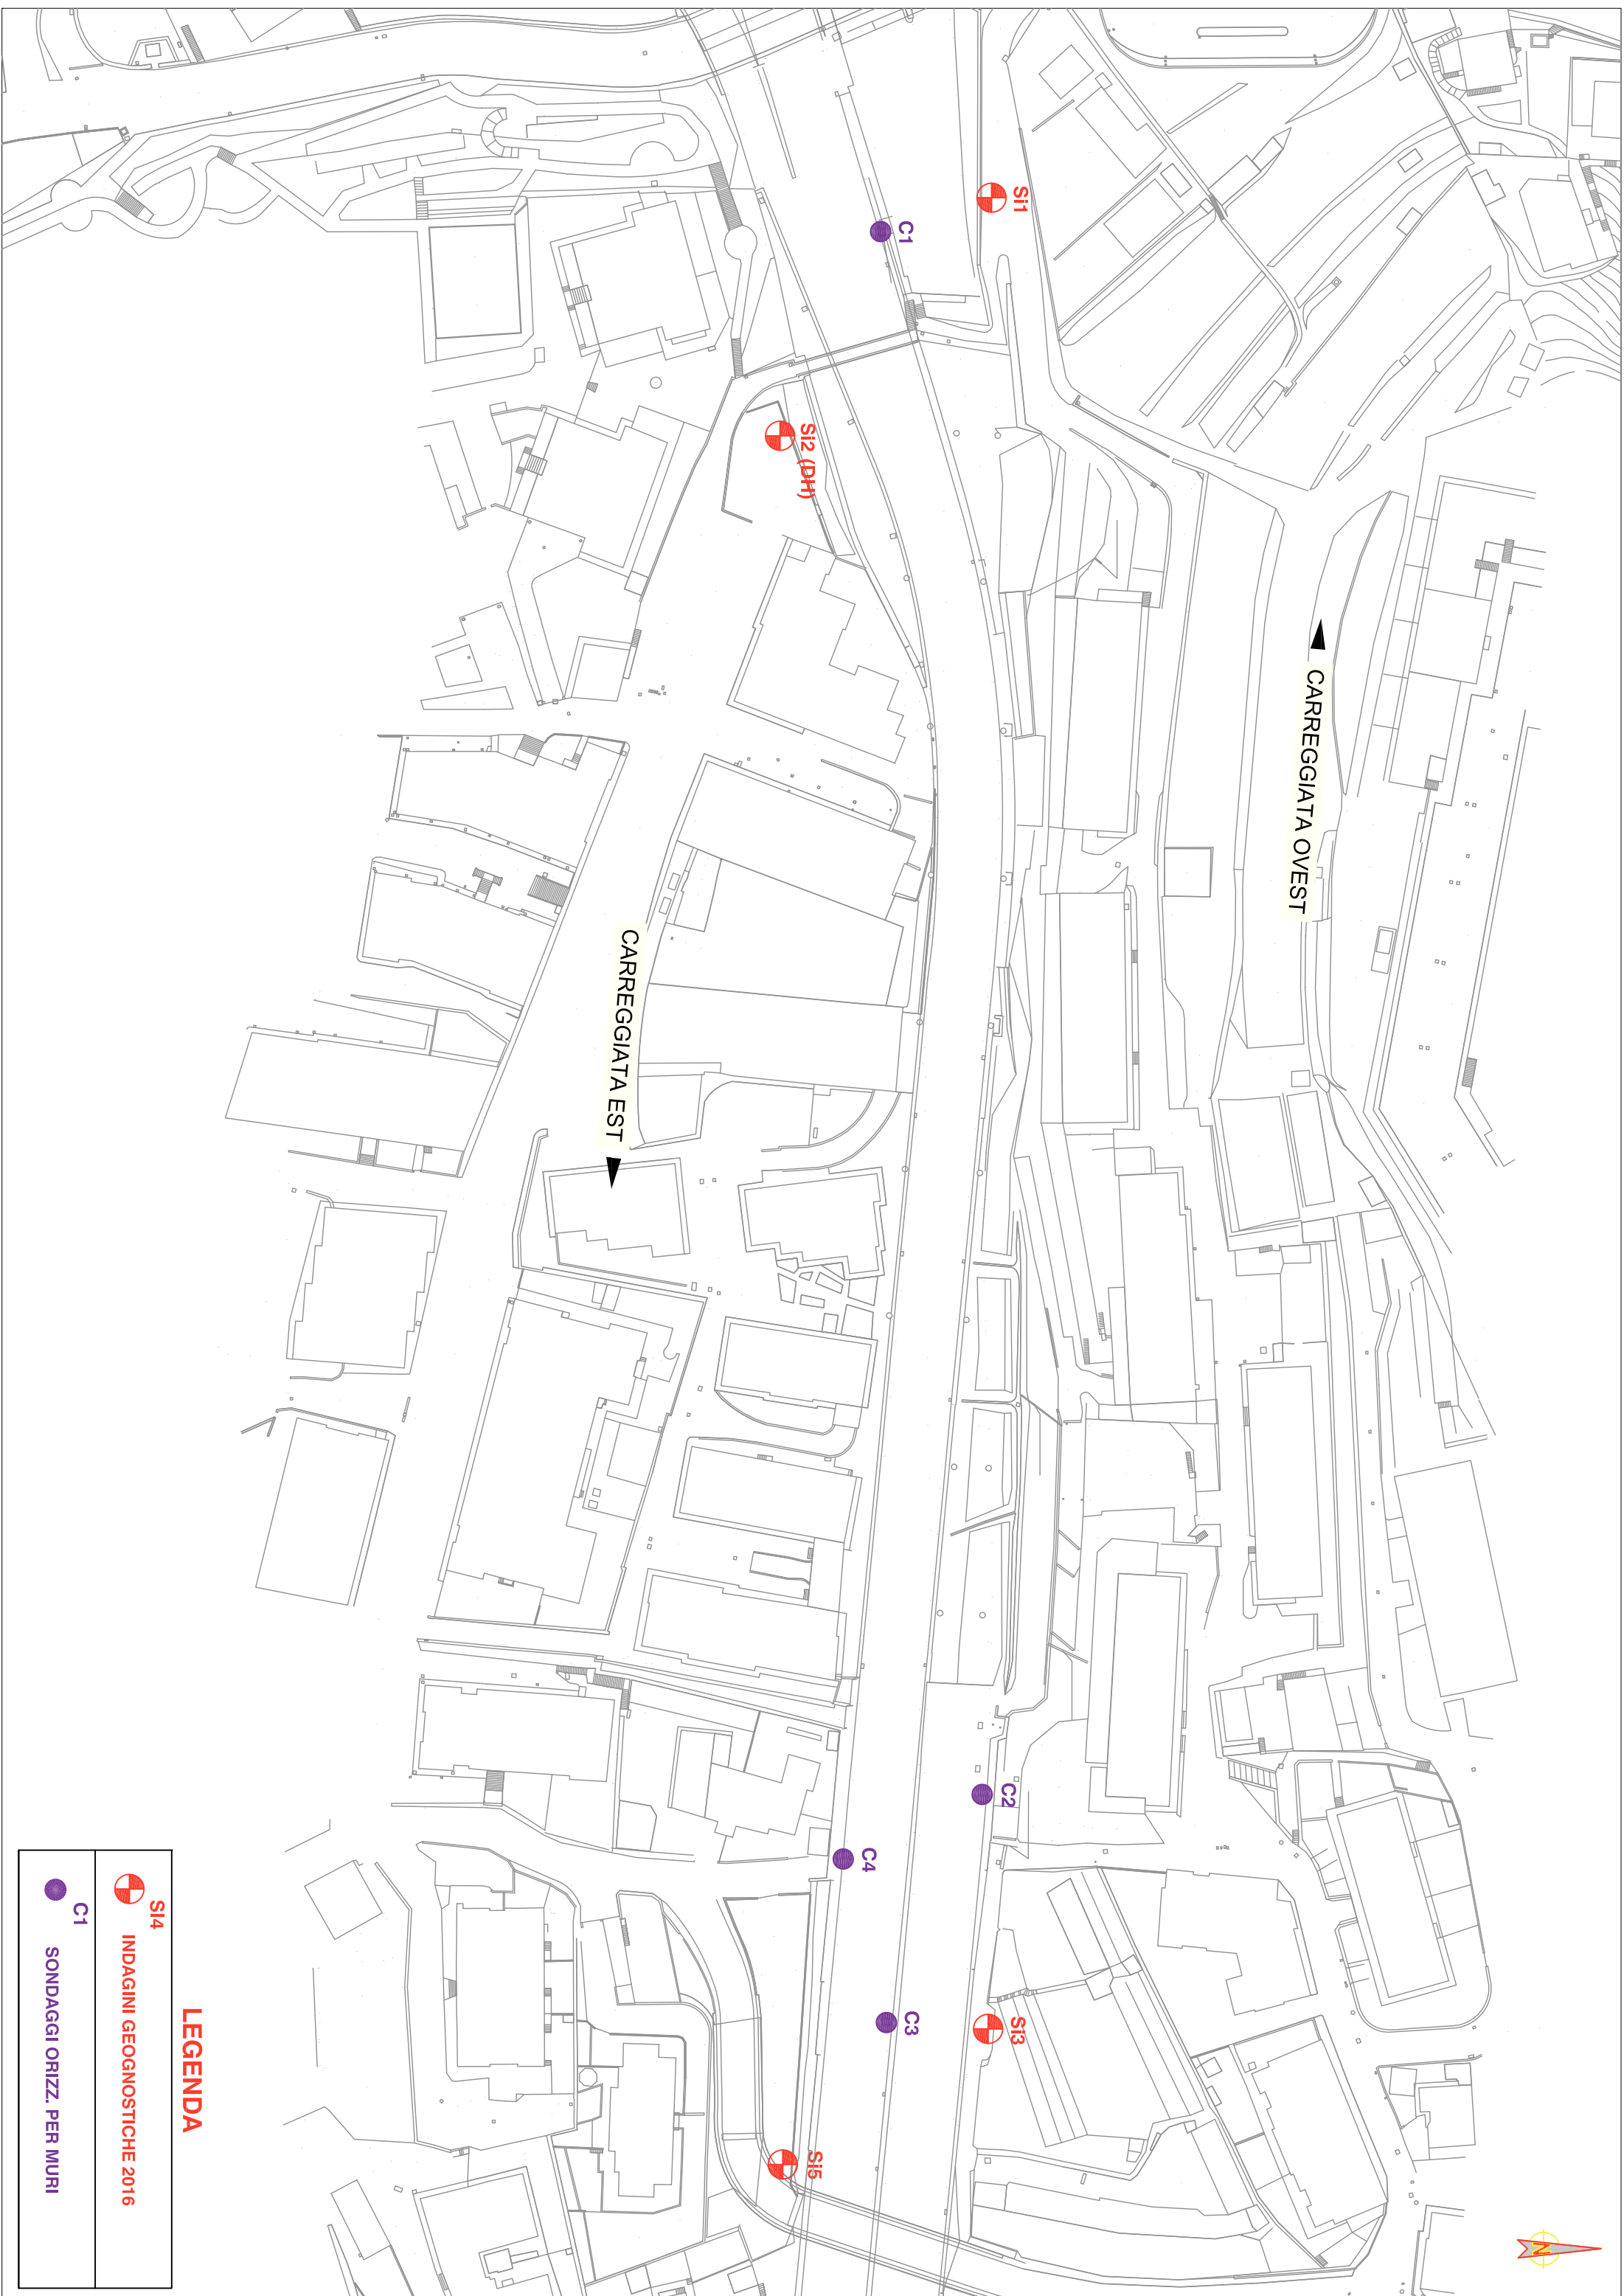 Si1
C1
Si2 (DH)
CARREGGIATA OVEST
CARREGGIATA EST
C2
C4
C3
Si3
Si5
N
LEGENDA
SI4
INDAGINI GEOGNOSTICHE 2016
C1
SONDAGGI ORIZZ. PER MURI